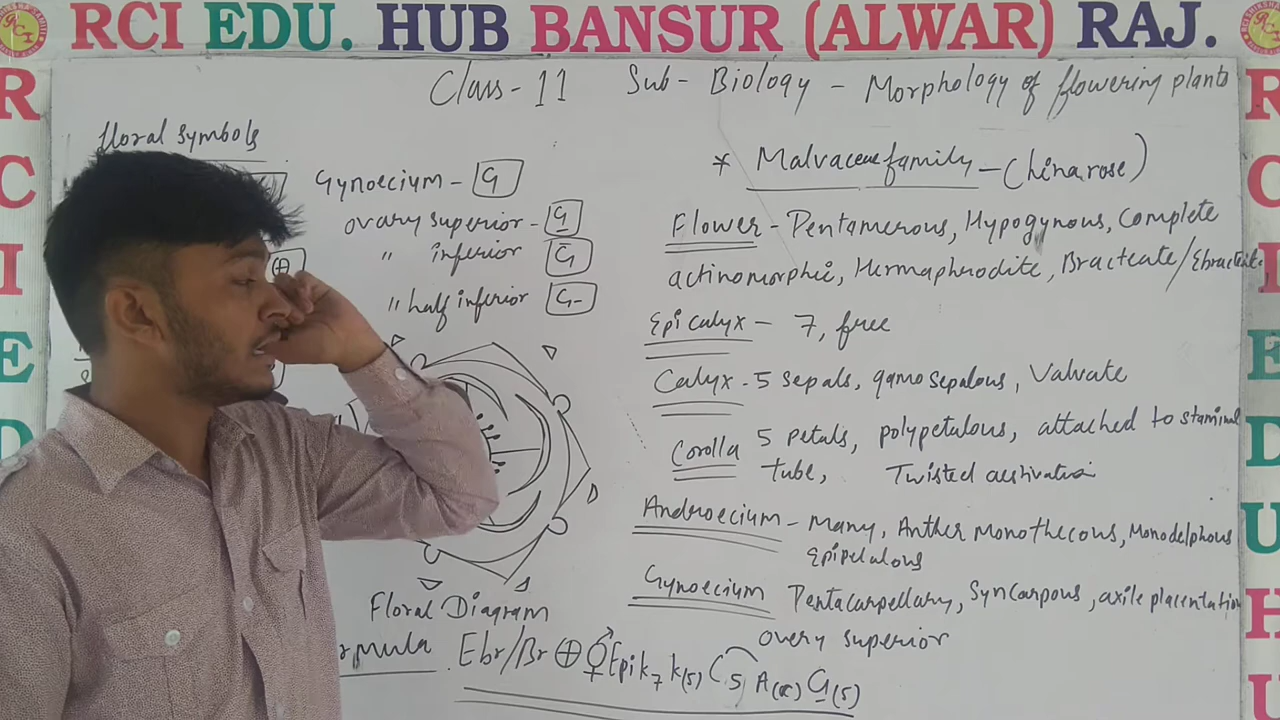 RCI EDU. HUB BANSUR (ALWAR) RAJ.
Class-11 Sub-Biology-Morphology of flowering plants
floral symbols
Gynoecium - G
ovary superior - G̲
" inferior G̅
" half inferior G-
⊕
Floral Diagram
* Malvaceae family - (China rose)
Flower - Pentamerous, Hypogynous, Complete
actinomorphic, Hermaphrodite, Bracteate/Ebracteate,
Epicalyx - 7, free
Calyx - 5 sepals, gamosepalous, Valvate
Corolla 5 Petals, polypetalous, attached to staminal
tube, Twisted aestivation
Androecium - many, Anther Monothecous, Monodelphous
Epipetalous
Gynoecium Pentacarpellary, Syncarpous, axile placentation
overy superior
rmula Ebr/Br ⊕ ⚥ Epik₇ K(5) C5 A(∝) G̲(5)
R
C
I
E
D
R
C
I
E
D
U
H
U